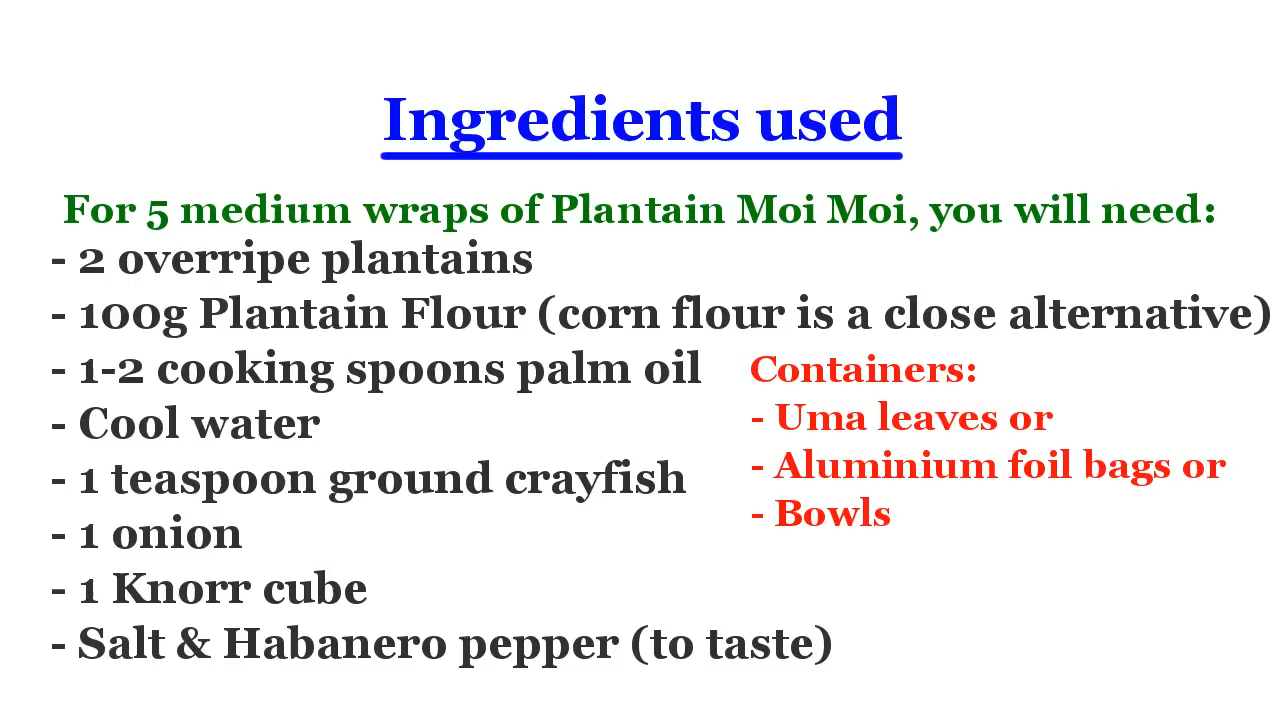 Ingredients used
For 5 medium wraps of Plantain Moi Moi, you will need:
- 2 overripe plantains
- 100g Plantain Flour (corn flour is a close alternative)
- 1-2 cooking spoons palm oil
- Cool water
- 1 teaspoon ground crayfish
- 1 onion
- 1 Knorr cube
- Salt & Habanero pepper (to taste)
Containers:
- Uma leaves or
- Aluminium foil bags or
- Bowls